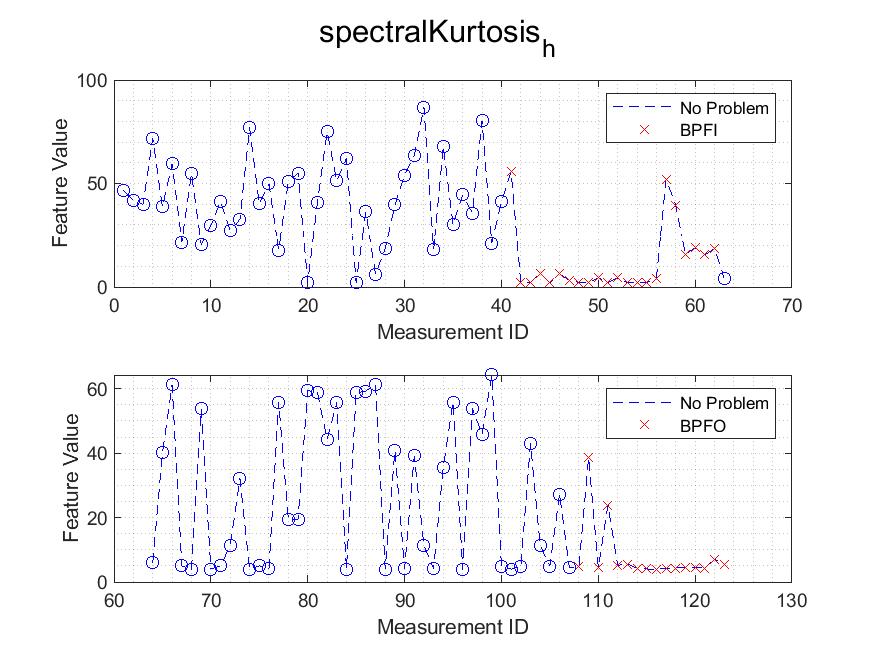 spectralKurtosis_h
100
50
0
Feature Value
No Problem
BPFI
0 10 20 30 40 50 60 70
Measurement ID
60
40
20
0
Feature Value
No Problem
BPFO
60 70 80 90 100 110 120 130
Measurement ID